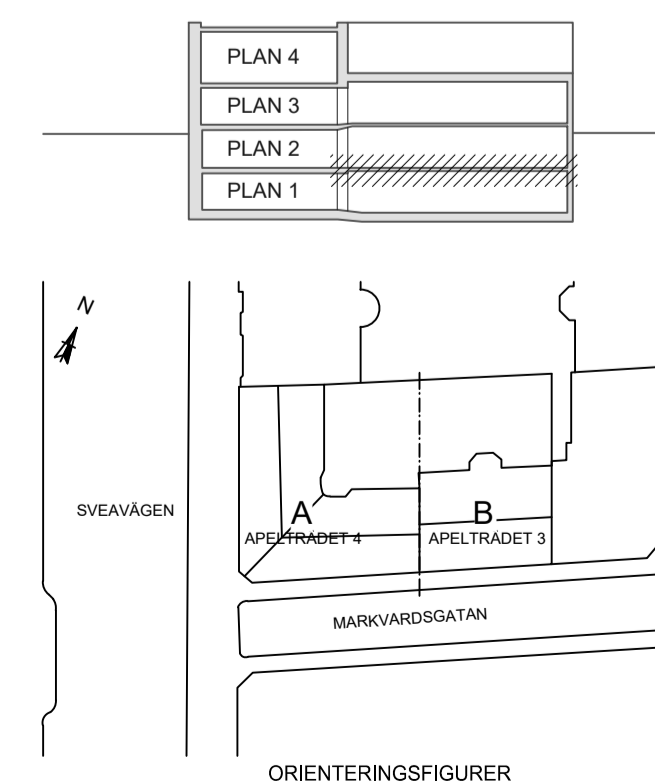 PLAN 4
PLAN 3
PLAN 2
PLAN 1
N
SVEAVÄGEN
A
B
APELTRÄDET 4
APELTRÄDET 3
MARKVARDSGATAN
ORIENTERINGSFIGURER